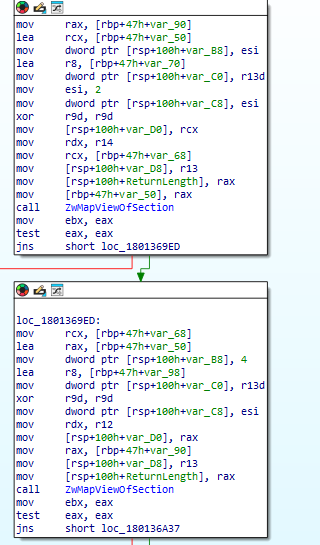 mov     rax, [rbp+47h+var_90]
lea     rcx, [rbp+47h+var_50]
mov     dword ptr [rsp+100h+var_B8], esi
lea     r8, [rbp+47h+var_70]
mov     dword ptr [rsp+100h+var_C0], r13d
mov     esi, 2
mov     dword ptr [rsp+100h+var_C8], esi
xor     r9d, r9d
mov     [rsp+100h+var_D0], rcx
mov     rdx, r14
mov     rcx, [rbp+47h+var_68]
mov     [rsp+100h+var_D8], r13
mov     [rsp+100h+ReturnLength], rax
mov     [rbp+47h+var_50], rax
call    ZwMapViewOfSection
mov     ebx, eax
test    eax, eax
jns     short loc_1801369ED
loc_1801369ED:
mov     rcx, [rbp+47h+var_68]
lea     rax, [rbp+47h+var_50]
mov     dword ptr [rsp+100h+var_B8], 4
lea     r8, [rbp+47h+var_98]
mov     dword ptr [rsp+100h+var_C0], r13d
xor     r9d, r9d
mov     dword ptr [rsp+100h+var_C8], esi
mov     rdx, r12
mov     [rsp+100h+var_D0], rax
mov     rax, [rbp+47h+var_90]
mov     [rsp+100h+var_D8], r13
mov     [rsp+100h+ReturnLength], rax
call    ZwMapViewOfSection
mov     ebx, eax
test    eax, eax
jns     short loc_180136A37